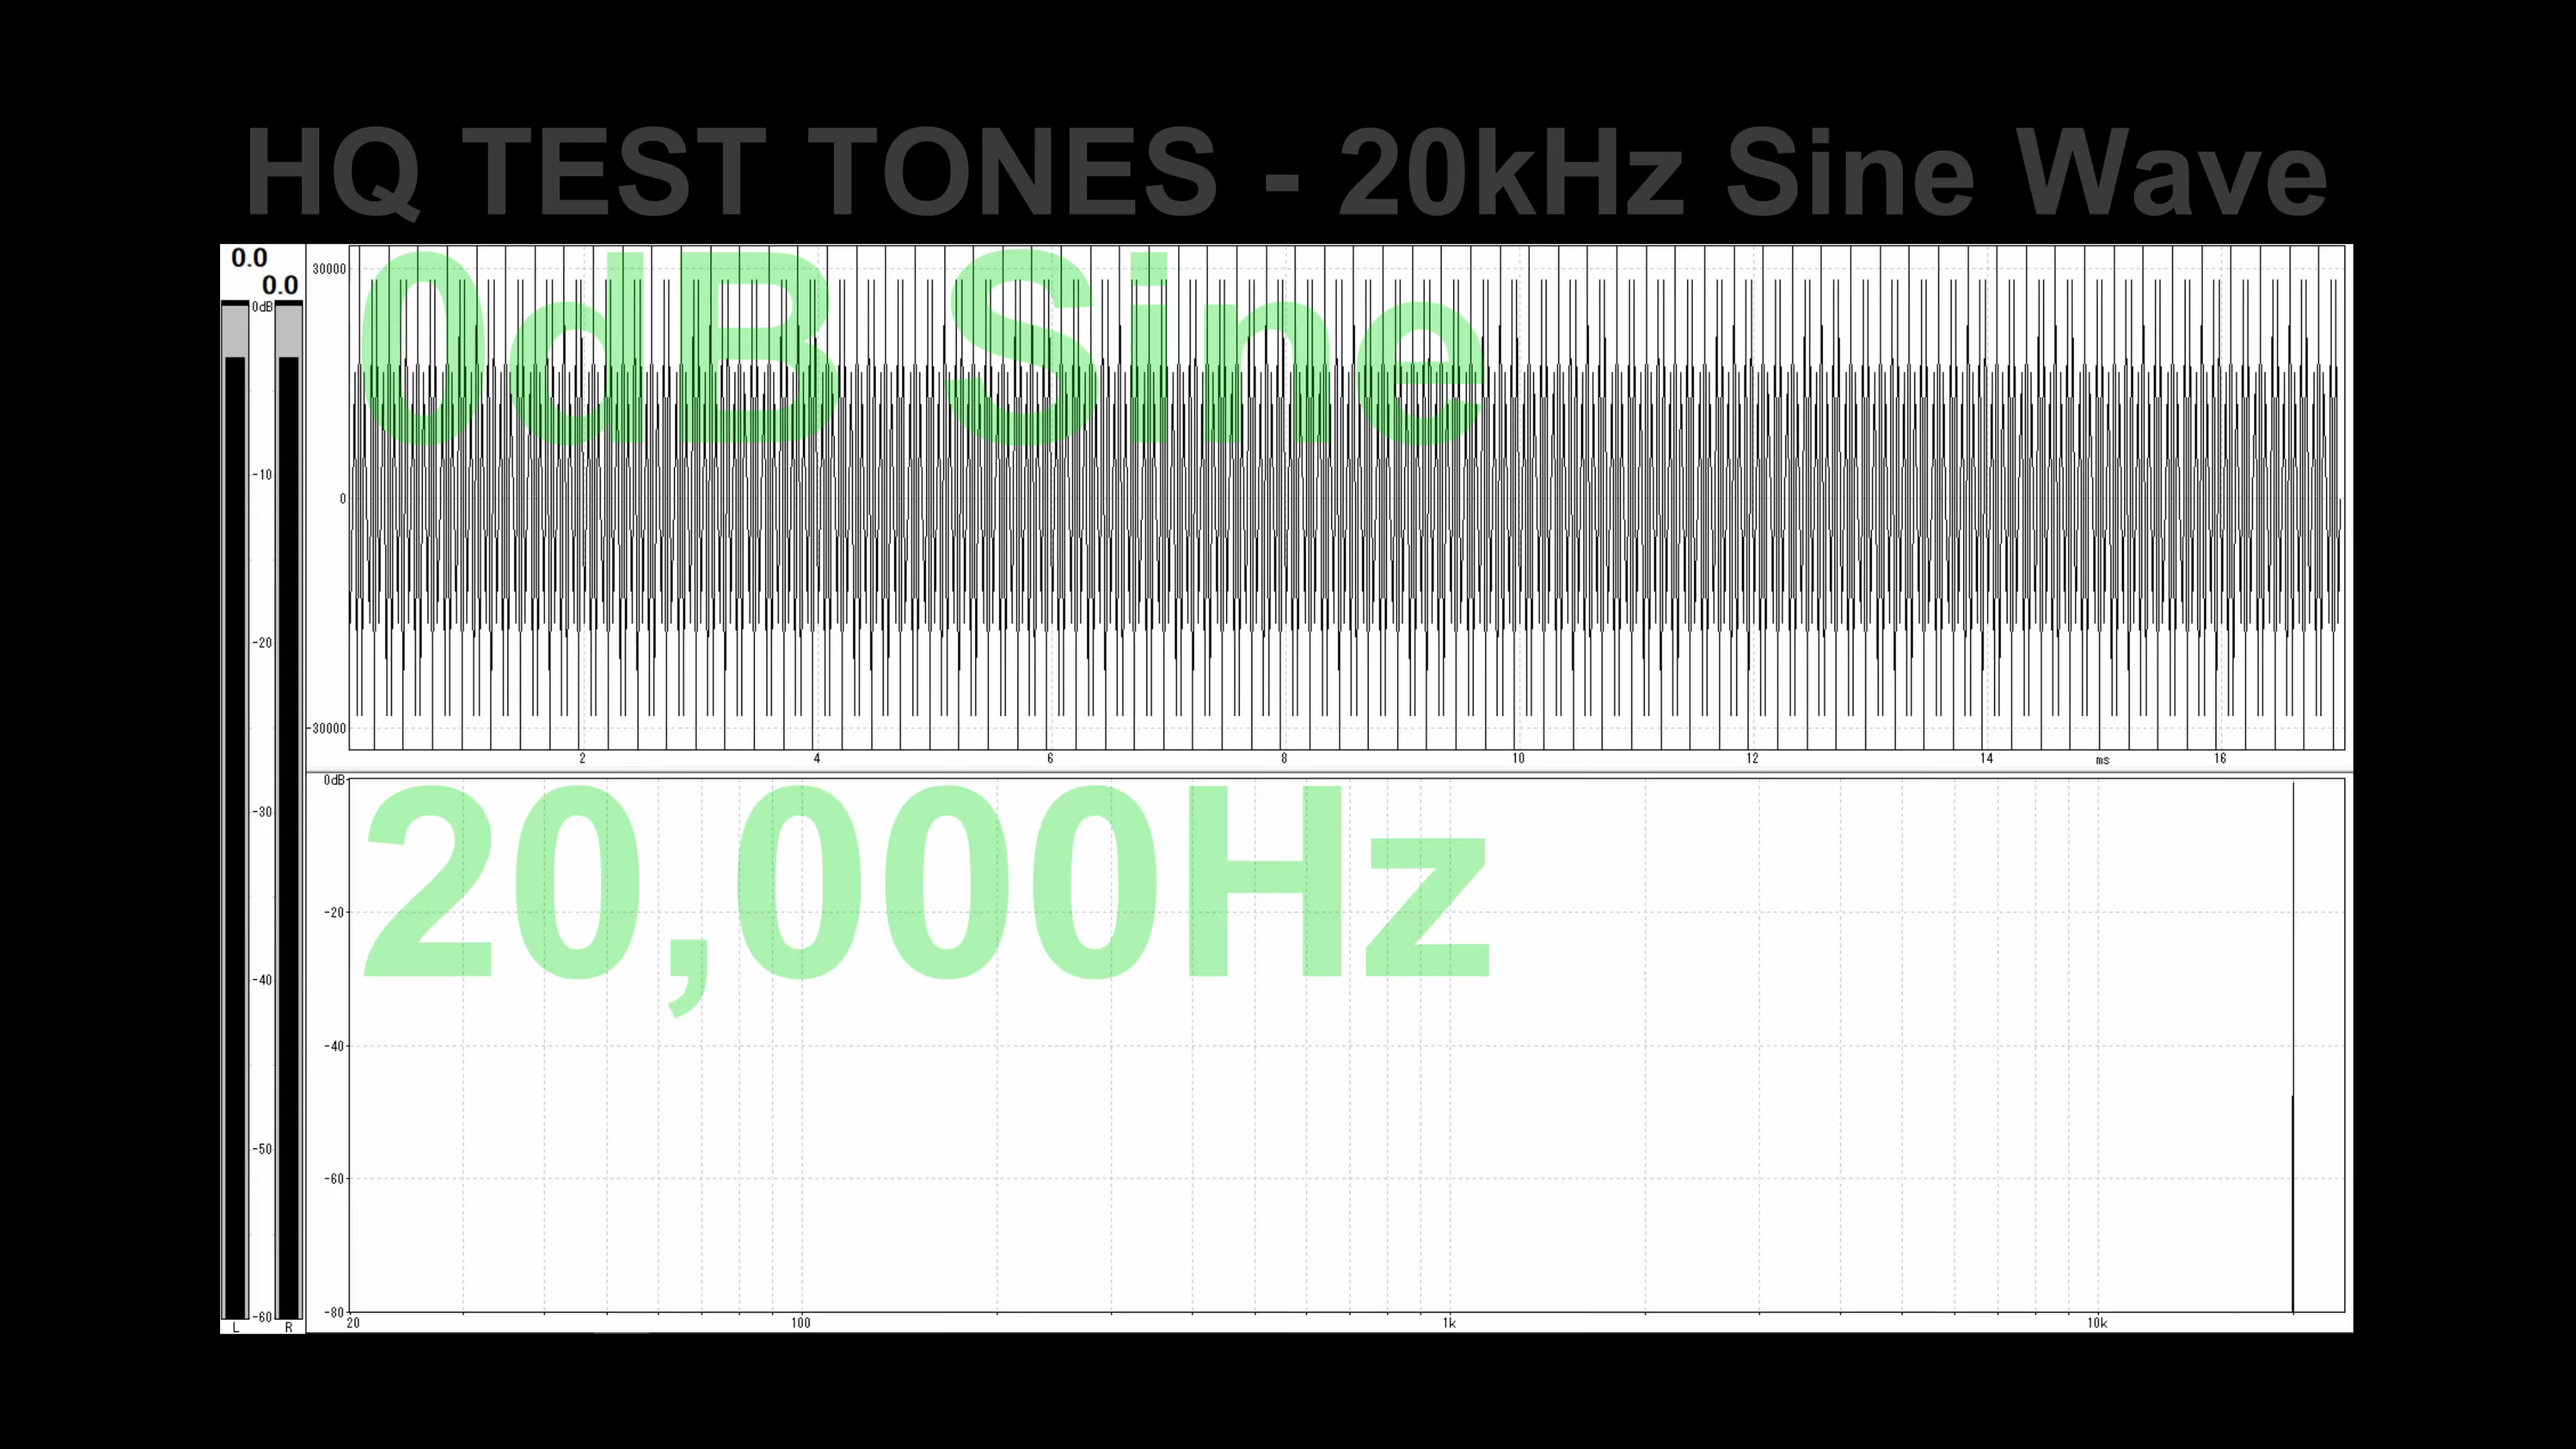 HQ TEST TONES - 20kHz Sine Wave
0.0
0.0
0dB
-10
-20
-30
-40
-50
-60
L R
30000
0
-30000
0dB Sine
2 4 6 8 10 12 14 ms 16
0dB
-20
-40
-60
-80
20,000Hz
20 100 1k 10k